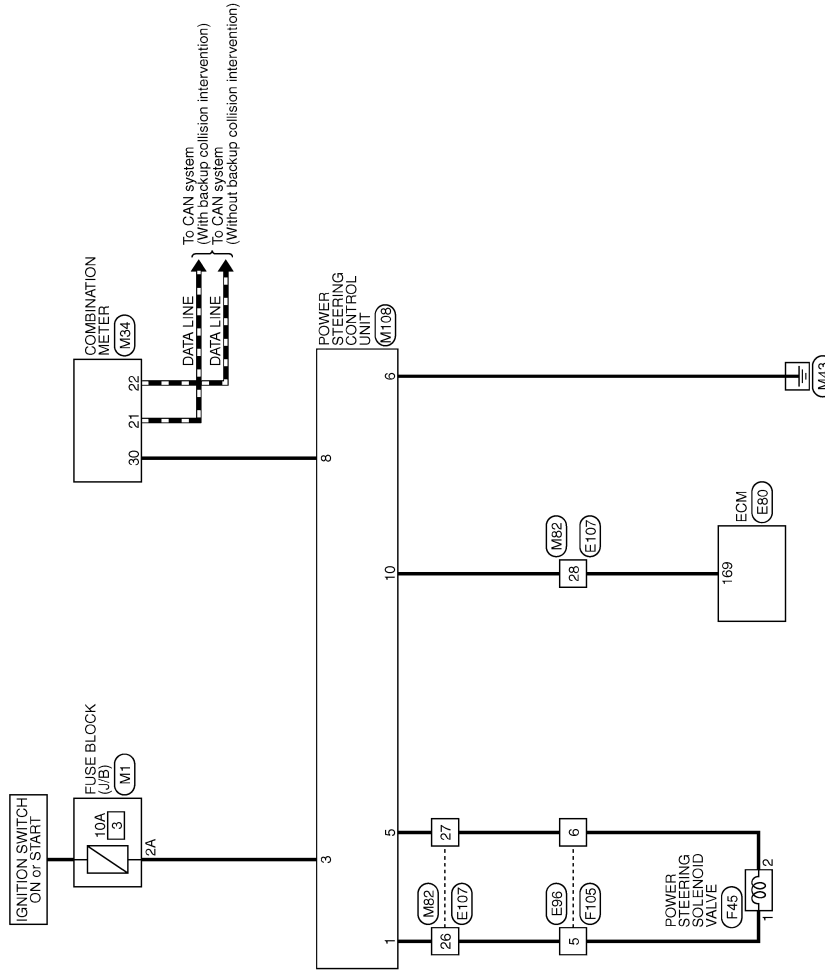 IGNITION SWITCH
ON or START
FUSE BLOCK
(J/B)
M1
10A
3
2A
COMBINATION
METER
M34
30
21
22
DATA LINE
DATA LINE
To CAN system
(With backup collision intervention)
To CAN system
(Without backup collision intervention)
POWER
STEERING
CONTROL
UNIT
M108
3
8
1
5
10
6
M82
E107
26
27
M82
E107
28
E96
F105
5
6
ECM
E80
169
POWER
STEERING
SOLENOID
VALVE
F45
1
2
M43